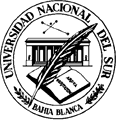 UNIVERSIDAD NACIONAL DEL SUR
BAHIA BLANCA